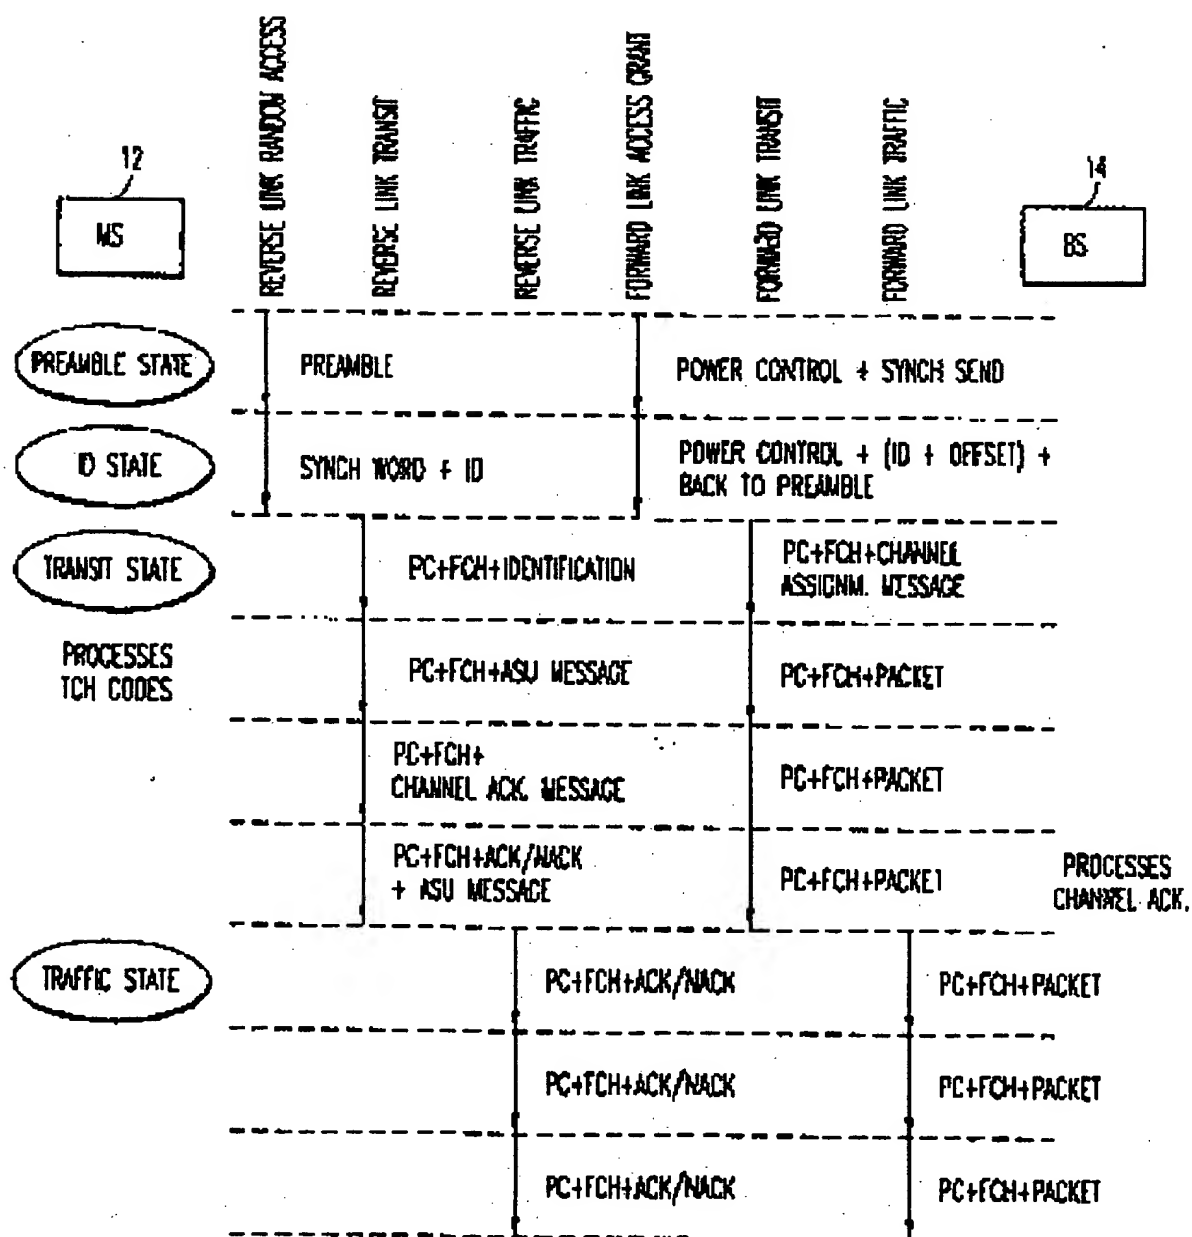 12
MS
REVERSE LINK RANDOM ACCESS
REVERSE LINK TRANSIT
REVERSE LINK TRAFFIC
FORWARD LINK ACCESS GRANT
FORWARD LINK TRANSIT
FORWARD LINK TRAFFIC
14
BS
PREAMBLE STATE
PREAMBLE
POWER CONTROL + SYNCH SEND
ID STATE
SYNCH WORD + ID
POWER CONTROL + (ID + OFFSET) +
BACK TO PREAMBLE
TRANSIT STATE
PC+FCH+IDENTIFICATION
PC+FCH+CHANNEL
ASSIGNM. MESSAGE
PROCESSES
TCH CODES
PC+FCH+ASU MESSAGE
PC+FCH+PACKET
PC+FCH+
CHANNEL ACK. MESSAGE
PC+FCH+PACKET
PC+FCH+ACK/NACK
+ ASU MESSAGE
PC+FCH+PACKET
PROCESSES
CHANNEL ACK.
TRAFFIC STATE
PC+FCH+ACK/NACK
PC+FCH+PACKET
PC+FCH+ACK/NACK
PC+FCH+PACKET
PC+FCH+ACK/NACK
PC+FCH+PACKET